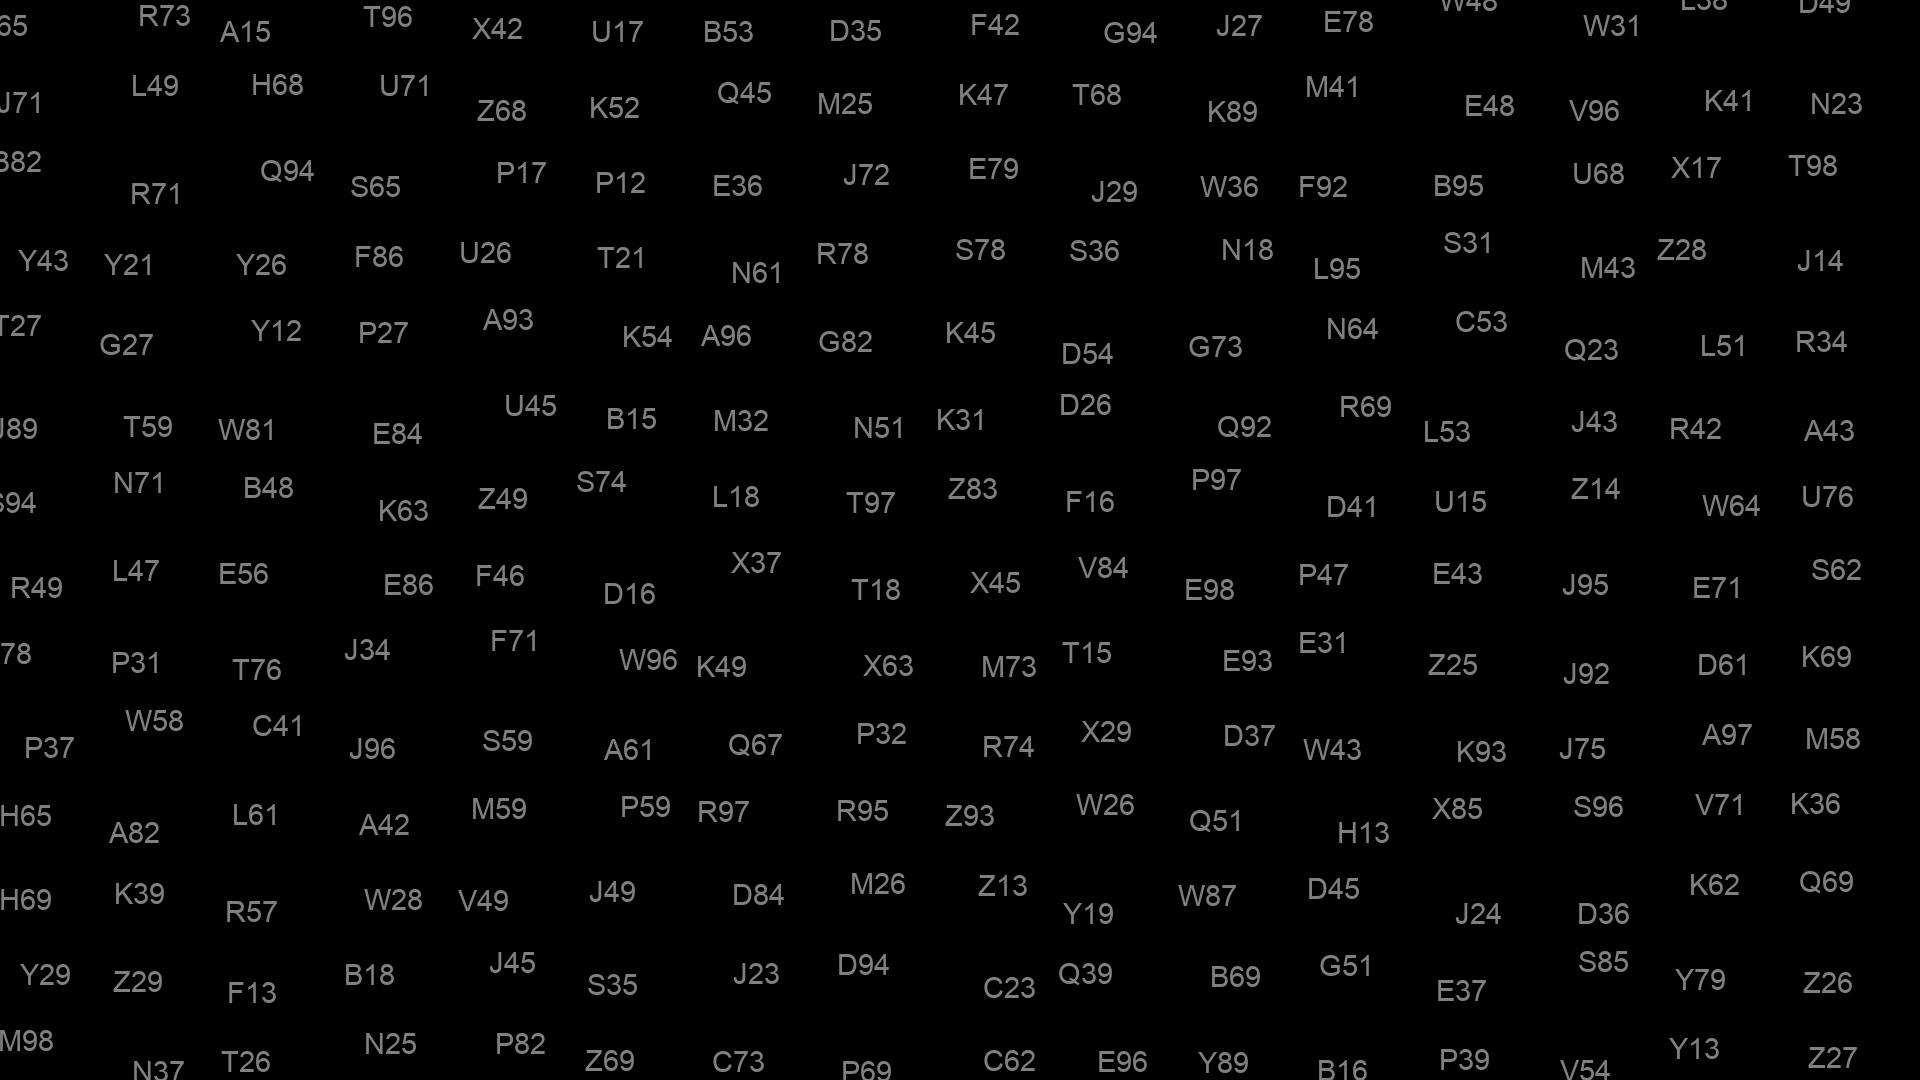 65 R73 A15 T96 X42 U17 B53 D35 F42 G94 J27 E78 W48 W31 L38 D49
J71 L49 H68 U71 Z68 K52 Q45 M25 K47 T68 K89 M41 E48 V96 K41 N23
B82 R71 Q94 S65 P17 P12 E36 J72 E79 J29 W36 F92 B95 U68 X17 T98
Y43 Y21 Y26 F86 U26 T21 N61 R78 S78 S36 N18 L95 S31 M43 Z28 J14
T27 G27 Y12 P27 A93 K54 A96 G82 K45 D54 G73 N64 C53 Q23 L51 R34
J89 T59 W81 E84 U45 B15 M32 N51 K31 D26 Q92 R69 L53 J43 R42 A43
S94 N71 B48 K63 Z49 S74 L18 T97 Z83 F16 P97 D41 U15 Z14 W64 U76
R49 L47 E56 E86 F46 D16 X37 T18 X45 V84 E98 P47 E43 J95 E71 S62
78 P31 T76 J34 F71 W96 K49 X63 M73 T15 E93 E31 Z25 J92 D61 K69
P37 W58 C41 J96 S59 A61 Q67 P32 R74 X29 D37 W43 K93 J75 A97 M58
H65 A82 L61 A42 M59 P59 R97 R95 Z93 W26 Q51 H13 X85 S96 V71 K36
H69 K39 R57 W28 V49 J49 D84 M26 Z13 Y19 W87 D45 J24 D36 K62 Q69
Y29 Z29 F13 B18 J45 S35 J23 D94 C23 Q39 B69 G51 E37 S85 Y79 Z26
M98 N37 T26 N25 P82 Z69 C73 P69 C62 E96 Y89 B16 P39 V54 Y13 Z27